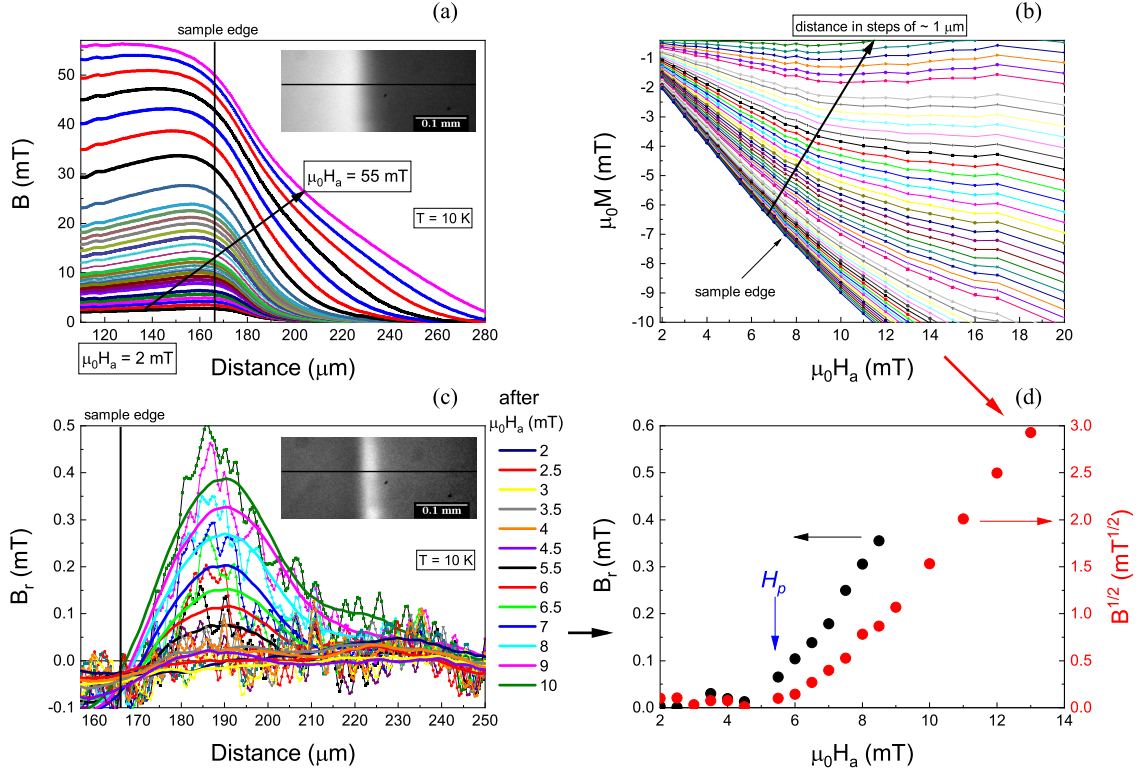 (a)
sample edge
B (mT)
50
40
30
20
10
0
0.1 mm
μ₀Hₐ = 55 mT
T = 10 K
μ₀Hₐ = 2 mT
120 140 160 180 200 220 240 260 280
Distance (μm)
(b)
distance in steps of ~ 1 μm
μ₀M (mT)
-1
-2
-3
-4
-5
-6
-7
-8
-9
-10
sample edge
2 4 6 8 10 12 14 16 18 20
μ₀Hₐ (mT)
(c)
sample edge
Bᵣ (mT)
0.5
0.4
0.3
0.2
0.1
0.0
-0.1
0.1 mm
T = 10 K
160 170 180 190 200 210 220 230 240 250
Distance (μm)
after
μ₀Hₐ (mT)
2
2.5
3
3.5
4
4.5
5.5
6
6.5
7
8
9
10
(d)
Bᵣ (mT)
0.6
0.5
0.4
0.3
0.2
0.1
0.0
Hₚ
3.0
2.5
2.0
1.5
1.0
0.5
0.0
B¹ᐟ² (mT¹ᐟ²)
2 4 6 8 10 12 14
μ₀Hₐ (mT)